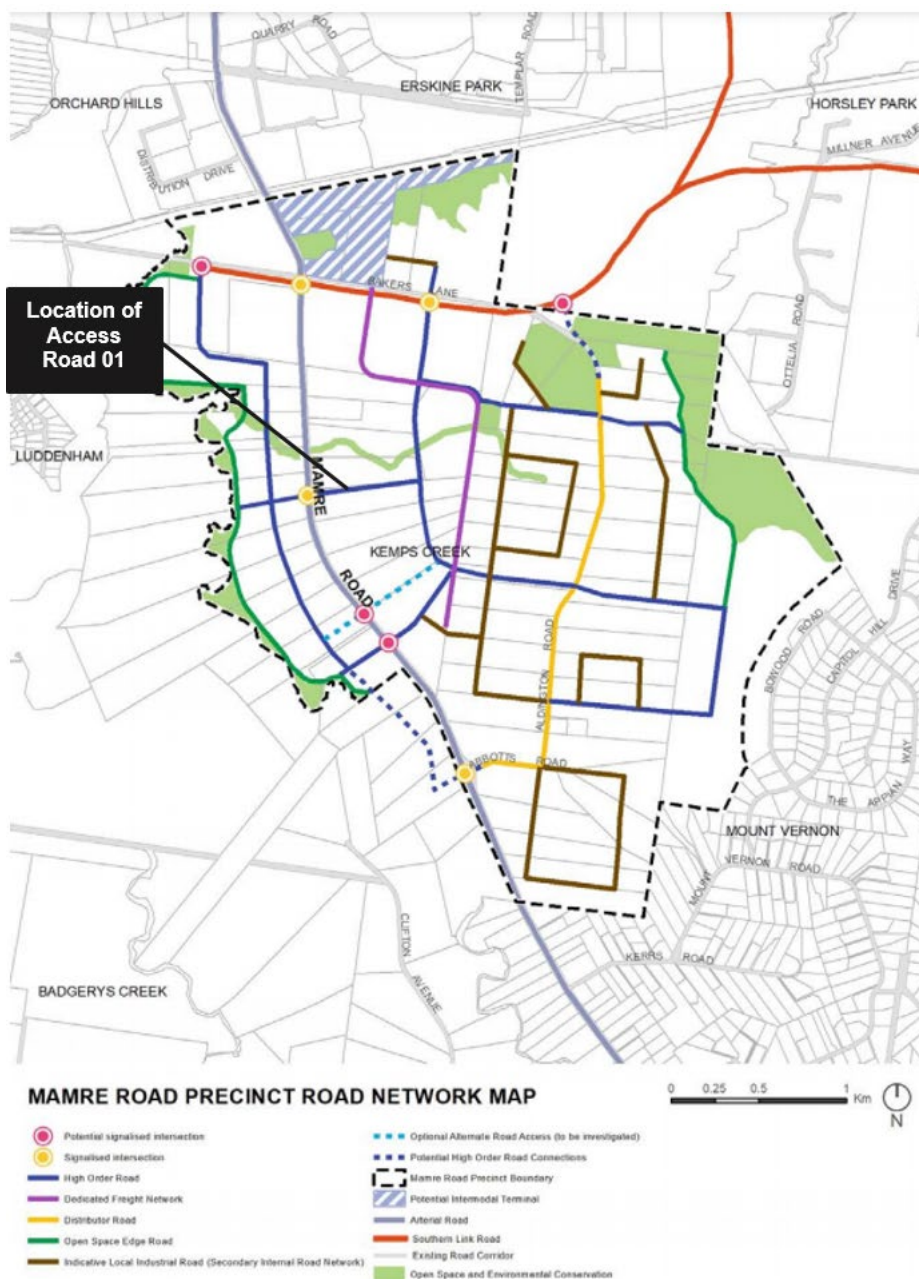 QUARRY ROAD
TEMPLAR ROAD
ERSKINE PARK
ORCHARD HILLS
HORSLEY PARK
MILLNER AVENUE
DISTRIBUTION DRIVE
BAKERS LANE
OTTELIA ROAD
Location of
Access
Road 01
LUDDENHAM
MAMRE ROAD
KEMPS CREEK
ALDINGTON ROAD
ABBOTTS ROAD
BOWOOD ROAD
CAPITOL HILL DRIVE
THE APPIAN WAY
MOUNT VERNON
MOUNT VERNON ROAD
CLIFTON AVENUE
KERRS ROAD
BADGERYS CREEK
MAMRE ROAD PRECINCT ROAD NETWORK MAP
0 0.25 0.5 1 Km
N
Potential signalised intersection
Signalised intersection
High Order Road
Dedicated Freight Network
Distributor Road
Open Space Edge Road
Indicative Local Industrial Road (Secondary Internal Road Network)
Optional Alternate Road Access (to be investigated)
Potential High Order Road Connections
Mamre Road Precinct Boundary
Potential Intermodal Terminal
Arterial Road
Southern Link Road
Existing Road Corridor
Open Space and Environmental Conservation